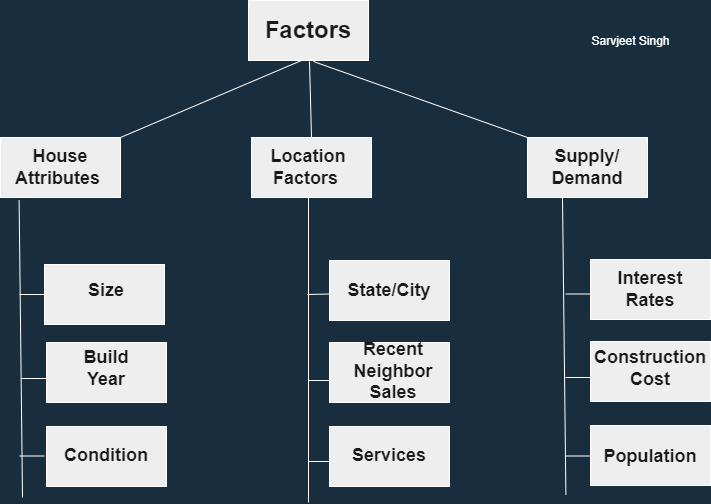 Factors
Sarvjeet Singh
House
Attributes
Location
Factors
Supply/
Demand
Size
Build
Year
Condition
State/City
Recent
Neighbor
Sales
Services
Interest
Rates
Construction
Cost
Population